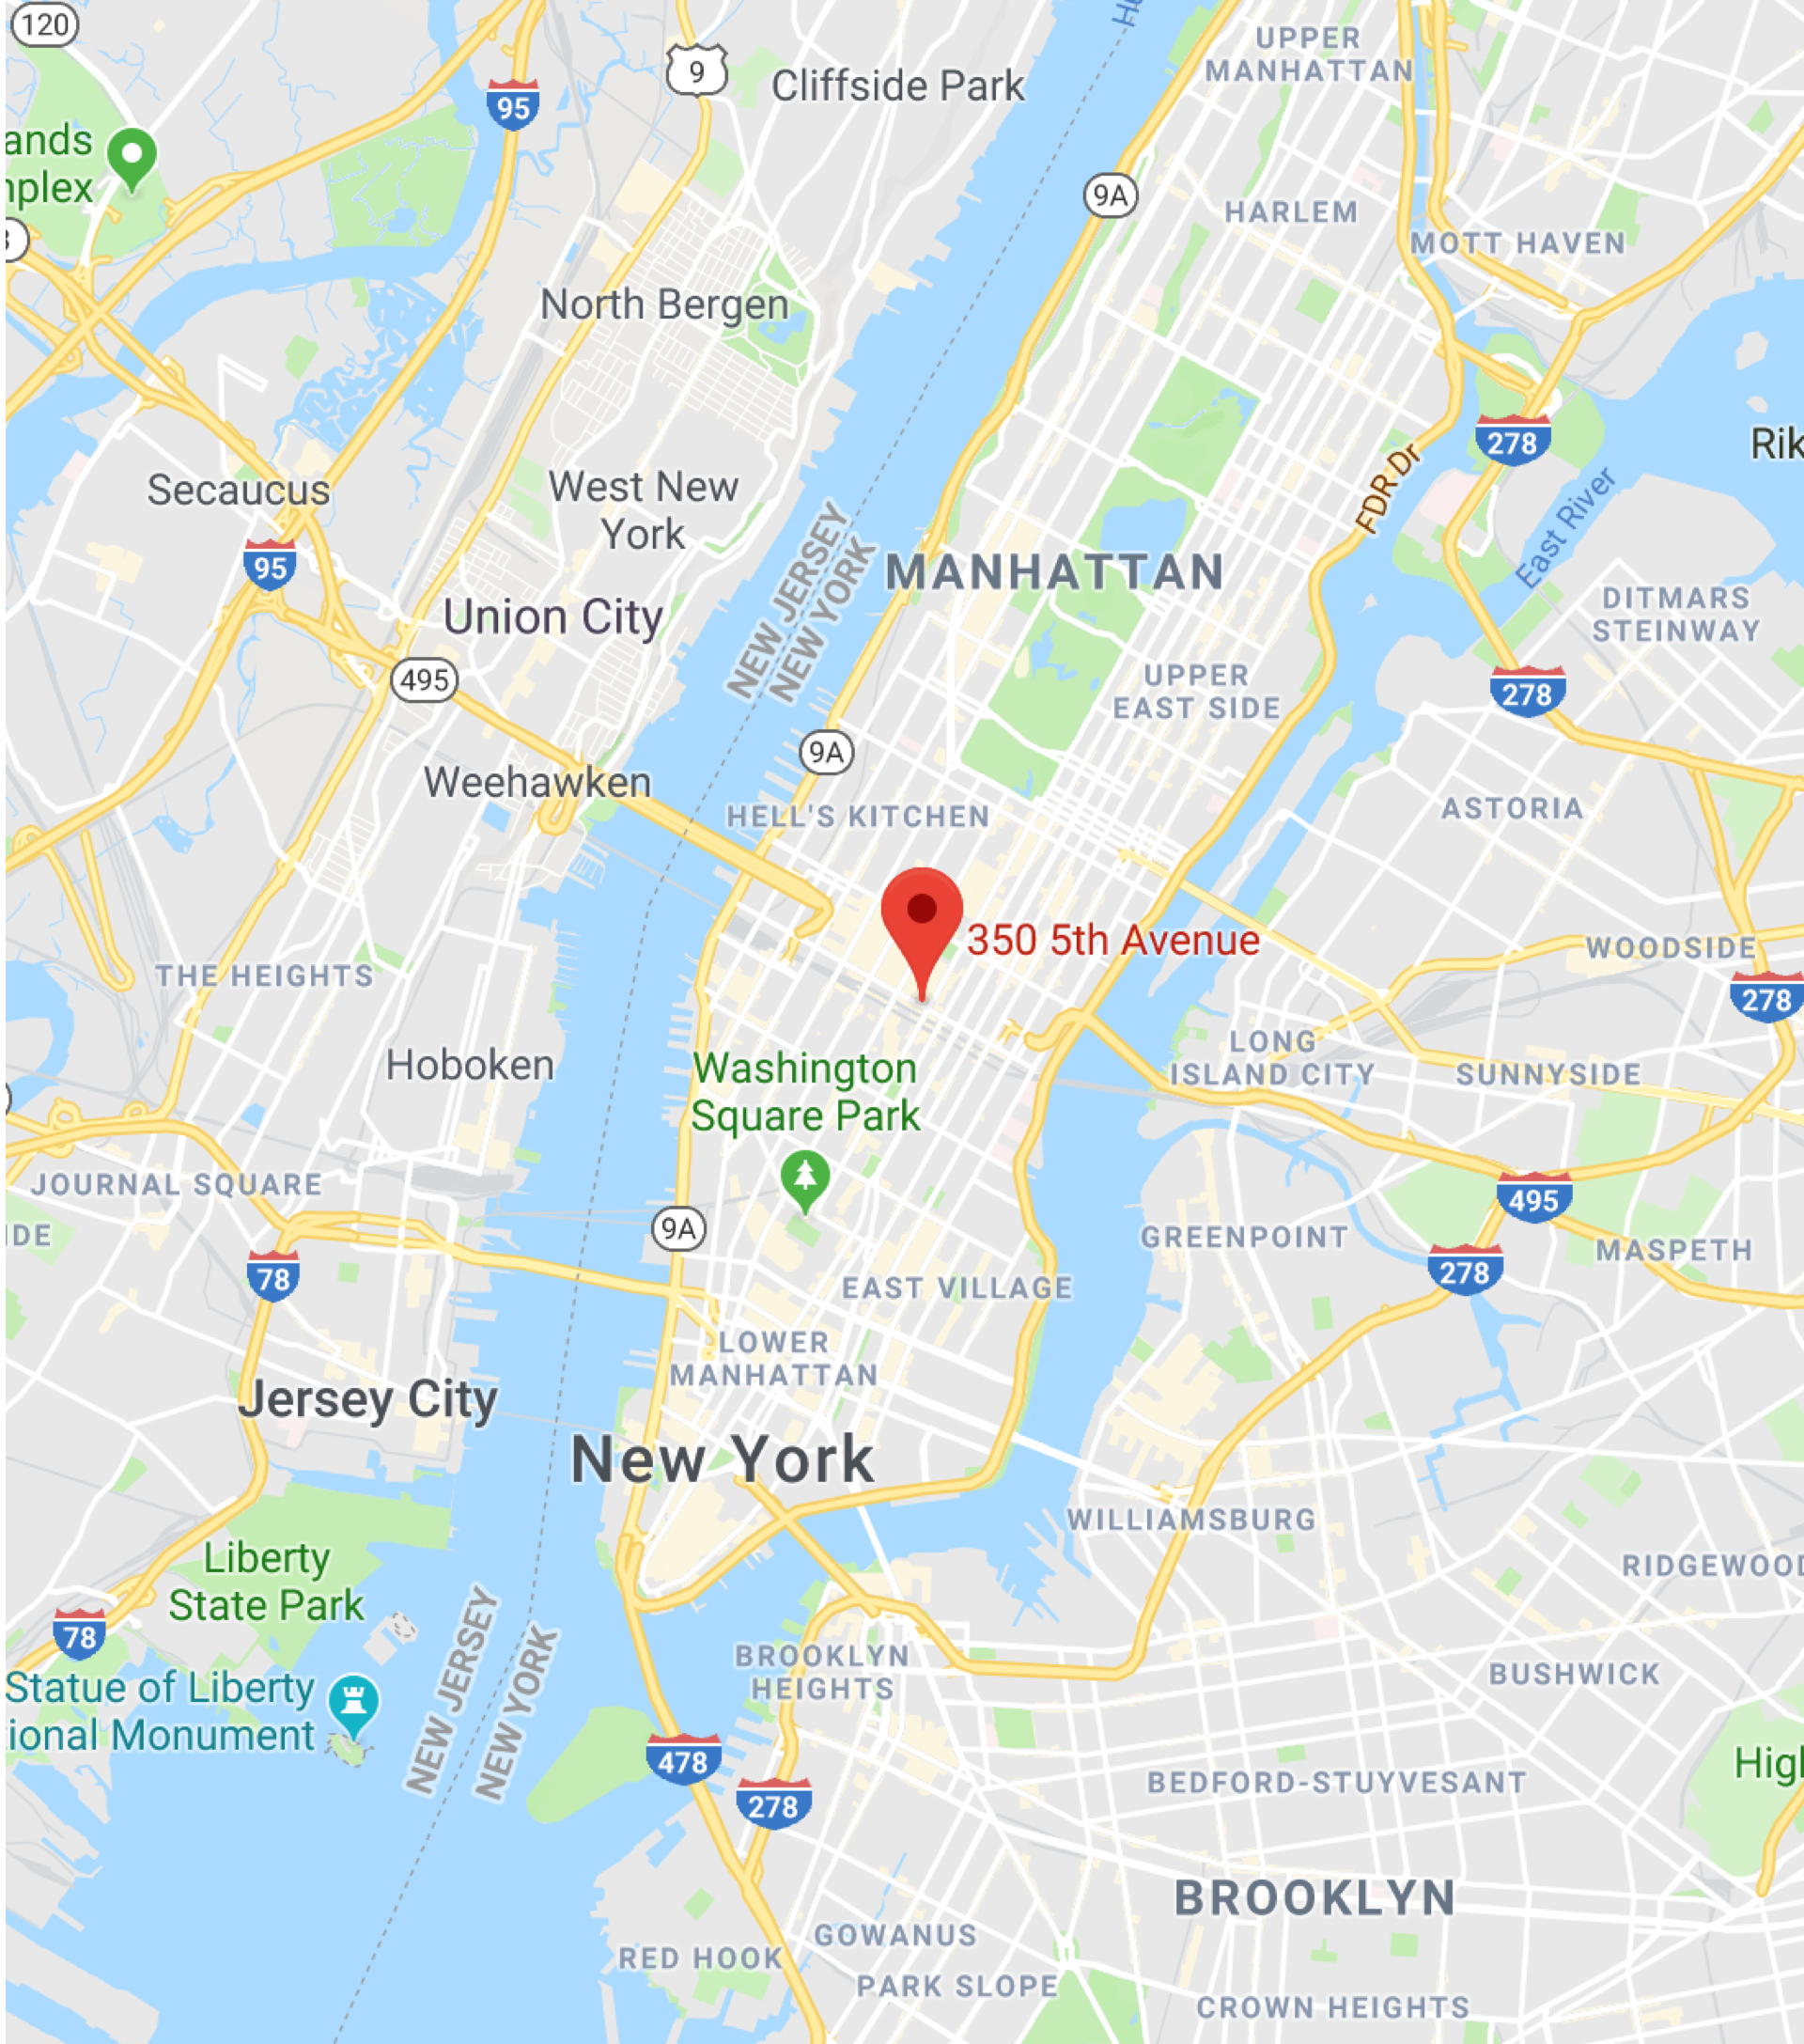 120
9
Cliffside Park
UPPER
MANHATTAN
95
ands
nplex
9A
HARLEM
MOTT HAVEN
North Bergen
278
Rik
FDR Dr
East River
Secaucus
West New
York
95
NEW JERSEY
NEW YORK
MANHATTAN
Union City
DITMARS
STEINWAY
495
UPPER
EAST SIDE
278
9A
Weehawken
HELL'S KITCHEN
ASTORIA
350 5th Avenue
WOODSIDE
THE HEIGHTS
278
Hoboken
LONG
ISLAND CITY
SUNNYSIDE
Washington
Square Park
JOURNAL SQUARE
495
IDE
9A
GREENPOINT
MASPETH
78
278
EAST VILLAGE
LOWER
MANHATTAN
Jersey City
New York
WILLIAMSBURG
Liberty
State Park
RIDGEWOOD
78
NEW JERSEY
NEW YORK
BROOKLYN
HEIGHTS
BUSHWICK
Statue of Liberty
tional Monument
478
High
BEDFORD-STUYVESANT
278
BROOKLYN
GOWANUS
RED HOOK
PARK SLOPE
CROWN HEIGHTS